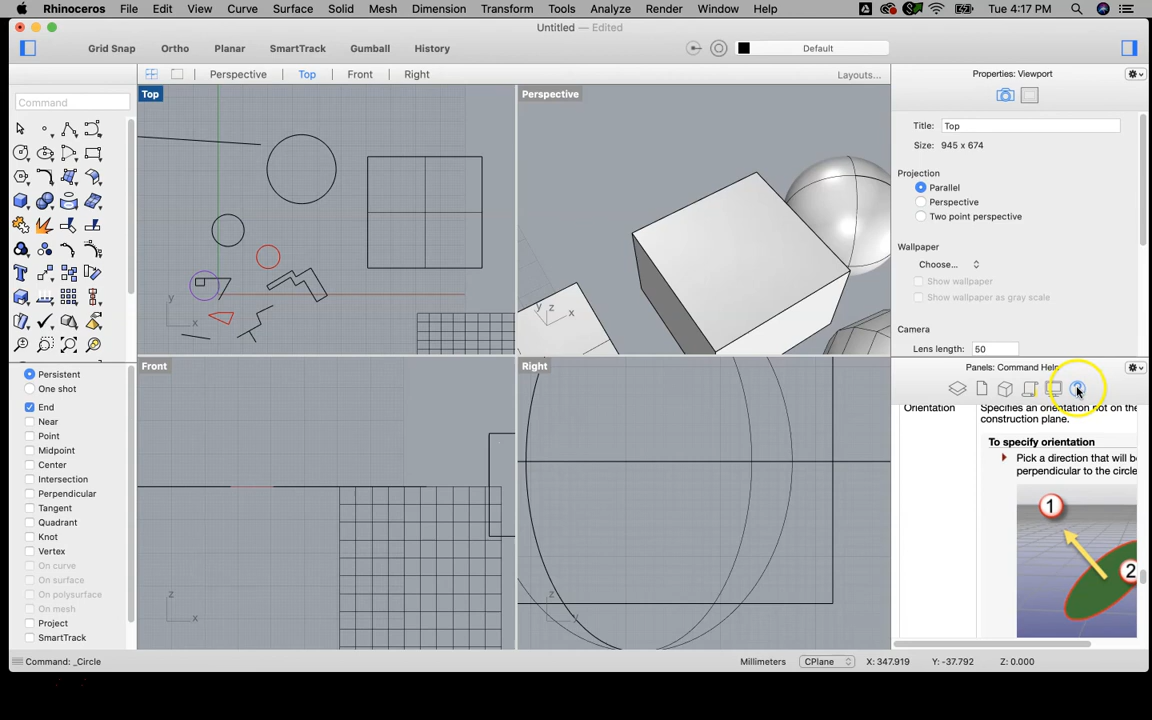 Rhinoceros File Edit View Curve Surface Solid Mesh Dimension Transform Tools Analyze Render Window Help Tue 4:17 PM
Untitled — Edited
Grid Snap Ortho Planar SmartTrack Gumball History Default
Perspective Top Front Right Layouts...
Command
Top
Perspective
y
x
y
z
x
Front
Right
z
x
z
y
Properties: Viewport
Title: Top
Size: 945 x 674
Projection
Parallel
Perspective
Two point perspective
Wallpaper
Choose...
Show wallpaper
Show wallpaper as gray scale
Camera
Lens length: 50
Panels: Command Help
Orientation Specifies an orientation not on the
construction plane.
To specify orientation
Pick a direction that will be
perpendicular to the circle
1
2
Persistent
One shot
End
Near
Point
Midpoint
Center
Intersection
Perpendicular
Tangent
Quadrant
Knot
Vertex
On curve
On surface
On polysurface
On mesh
Project
SmartTrack
Command: _Circle Millimeters CPlane X: 347.919 Y: -37.792 Z: 0.000